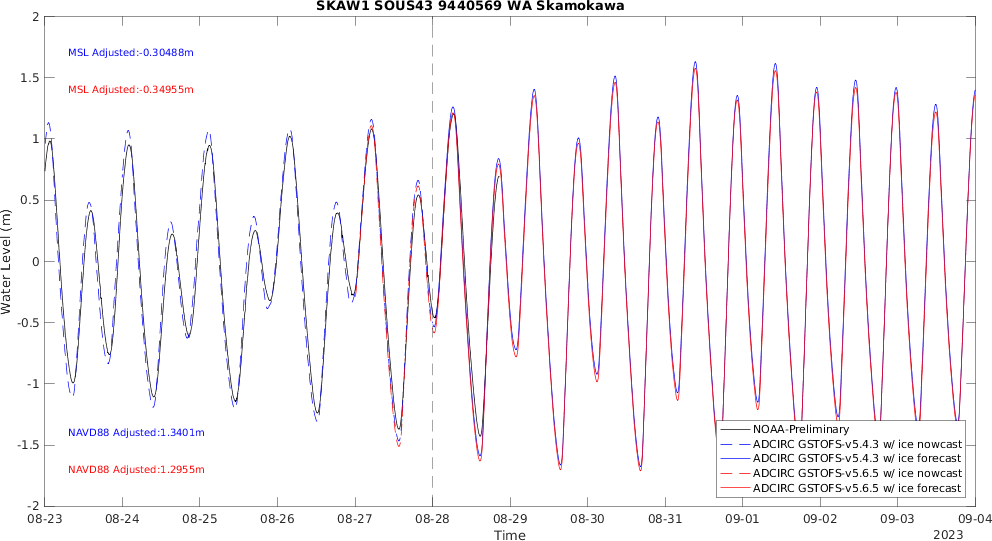 SKAW1 SOUS43 9440569 WA Skamokawa
2
1.5
1
0.5
0
-0.5
-1
-1.5
-2
Water Level (m)
MSL Adjusted:-0.30488m
MSL Adjusted:-0.34955m
NAVD88 Adjusted:1.3401m
NAVD88 Adjusted:1.2955m
NOAA-Preliminary
ADCIRC GSTOFS-v5.4.3 w/ ice nowcast
ADCIRC GSTOFS-v5.4.3 w/ ice forecast
ADCIRC GSTOFS-v5.6.5 w/ ice nowcast
ADCIRC GSTOFS-v5.6.5 w/ ice forecast
08-23 08-24 08-25 08-26 08-27 08-28 08-29 08-30 08-31 09-01 09-02 09-03 09-04
Time
2023